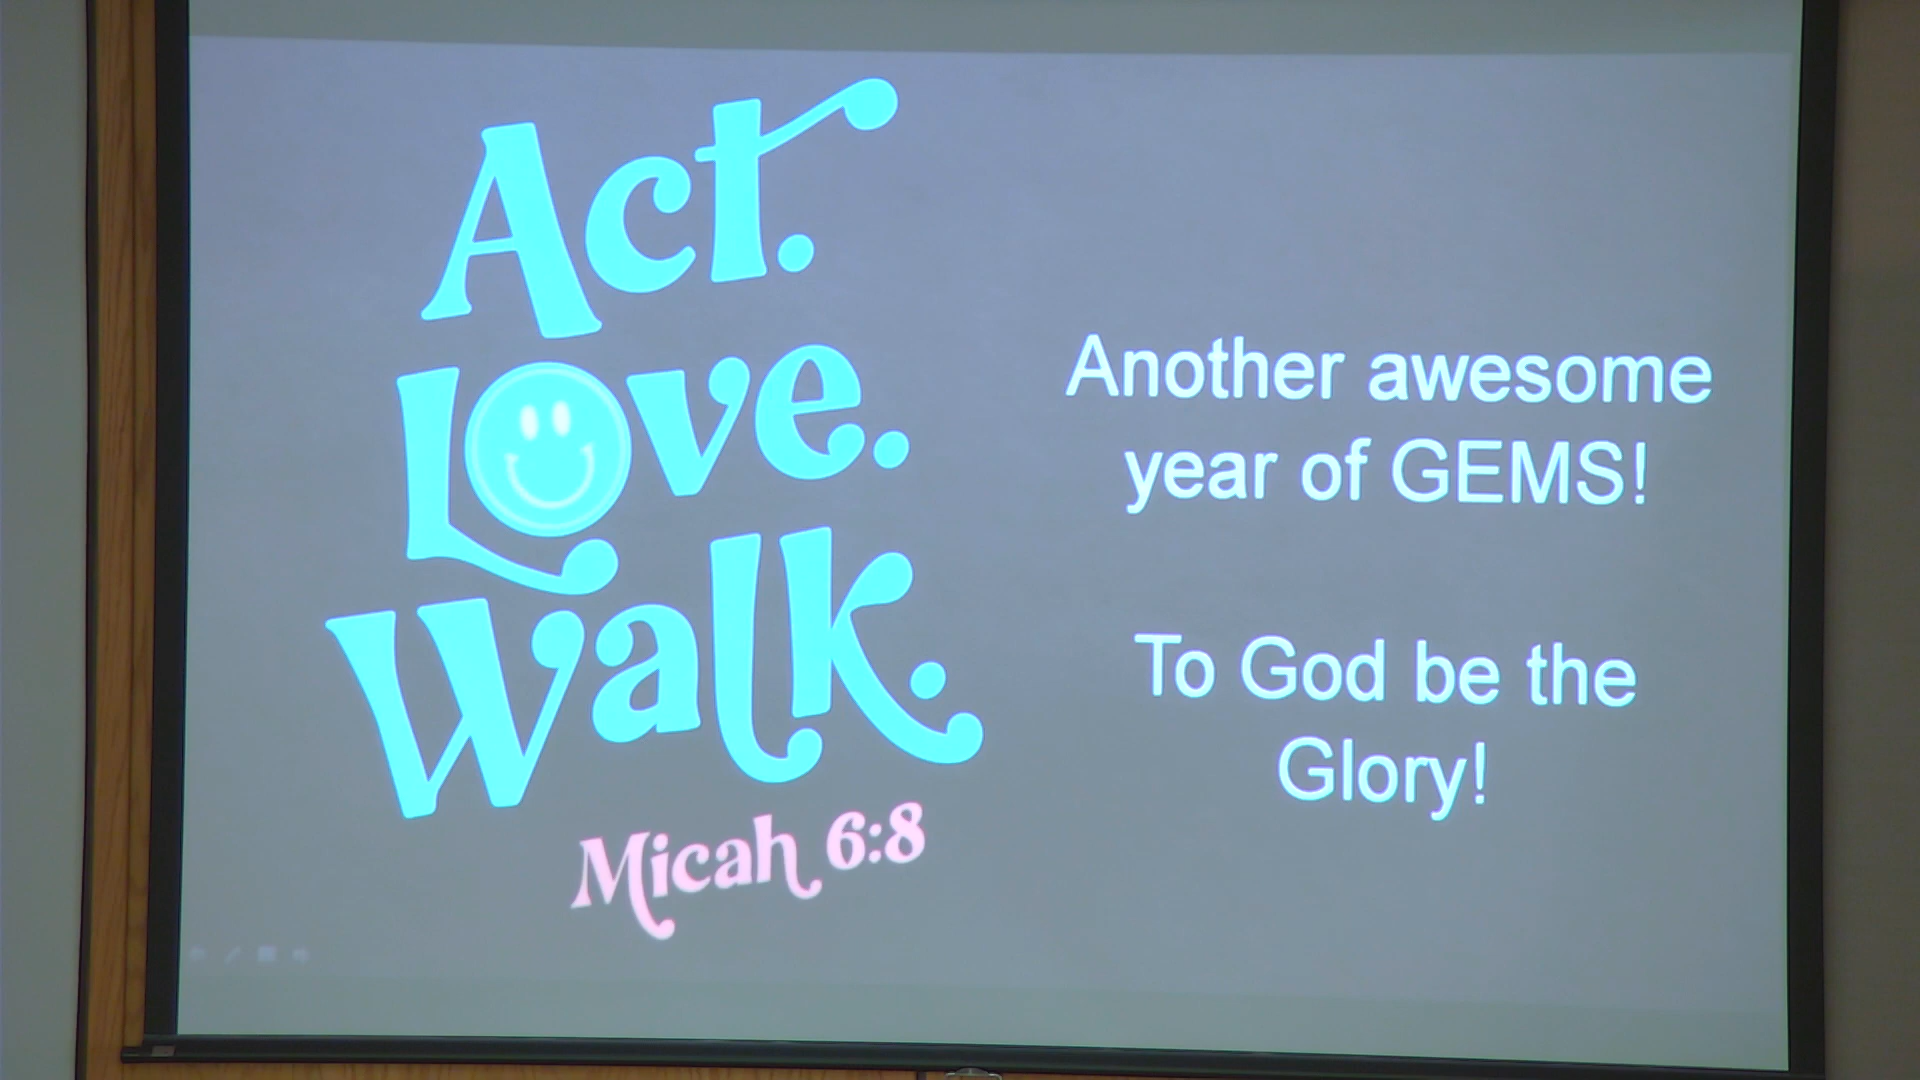 Act.
Love.
Walk.
Micah 6:8
Another awesome
year of GEMS!
To God be the
Glory!